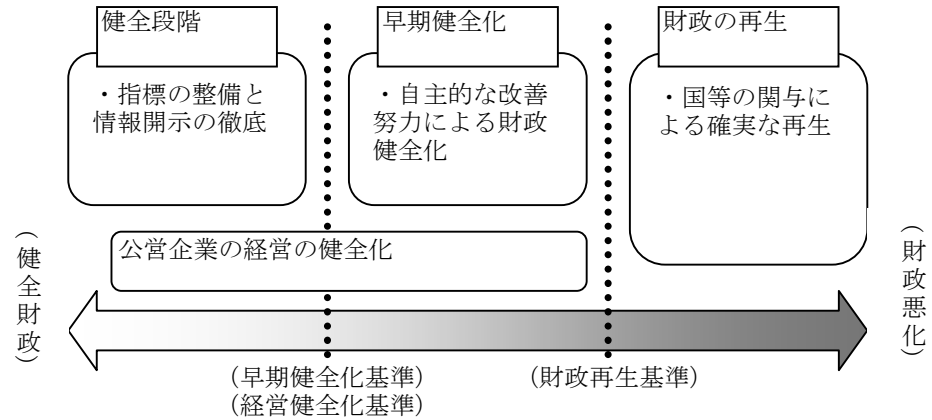 健全段階
・指標の整備と
情報開示の徹底
早期健全化
・自主的な改善
努力による財政
健全化
財政の再生
・国等の関与に
よる確実な再生
公営企業の経営の健全化
(健全財政)
(財政悪化)
(早期健全化基準)
(経営健全化基準)
(財政再生基準)